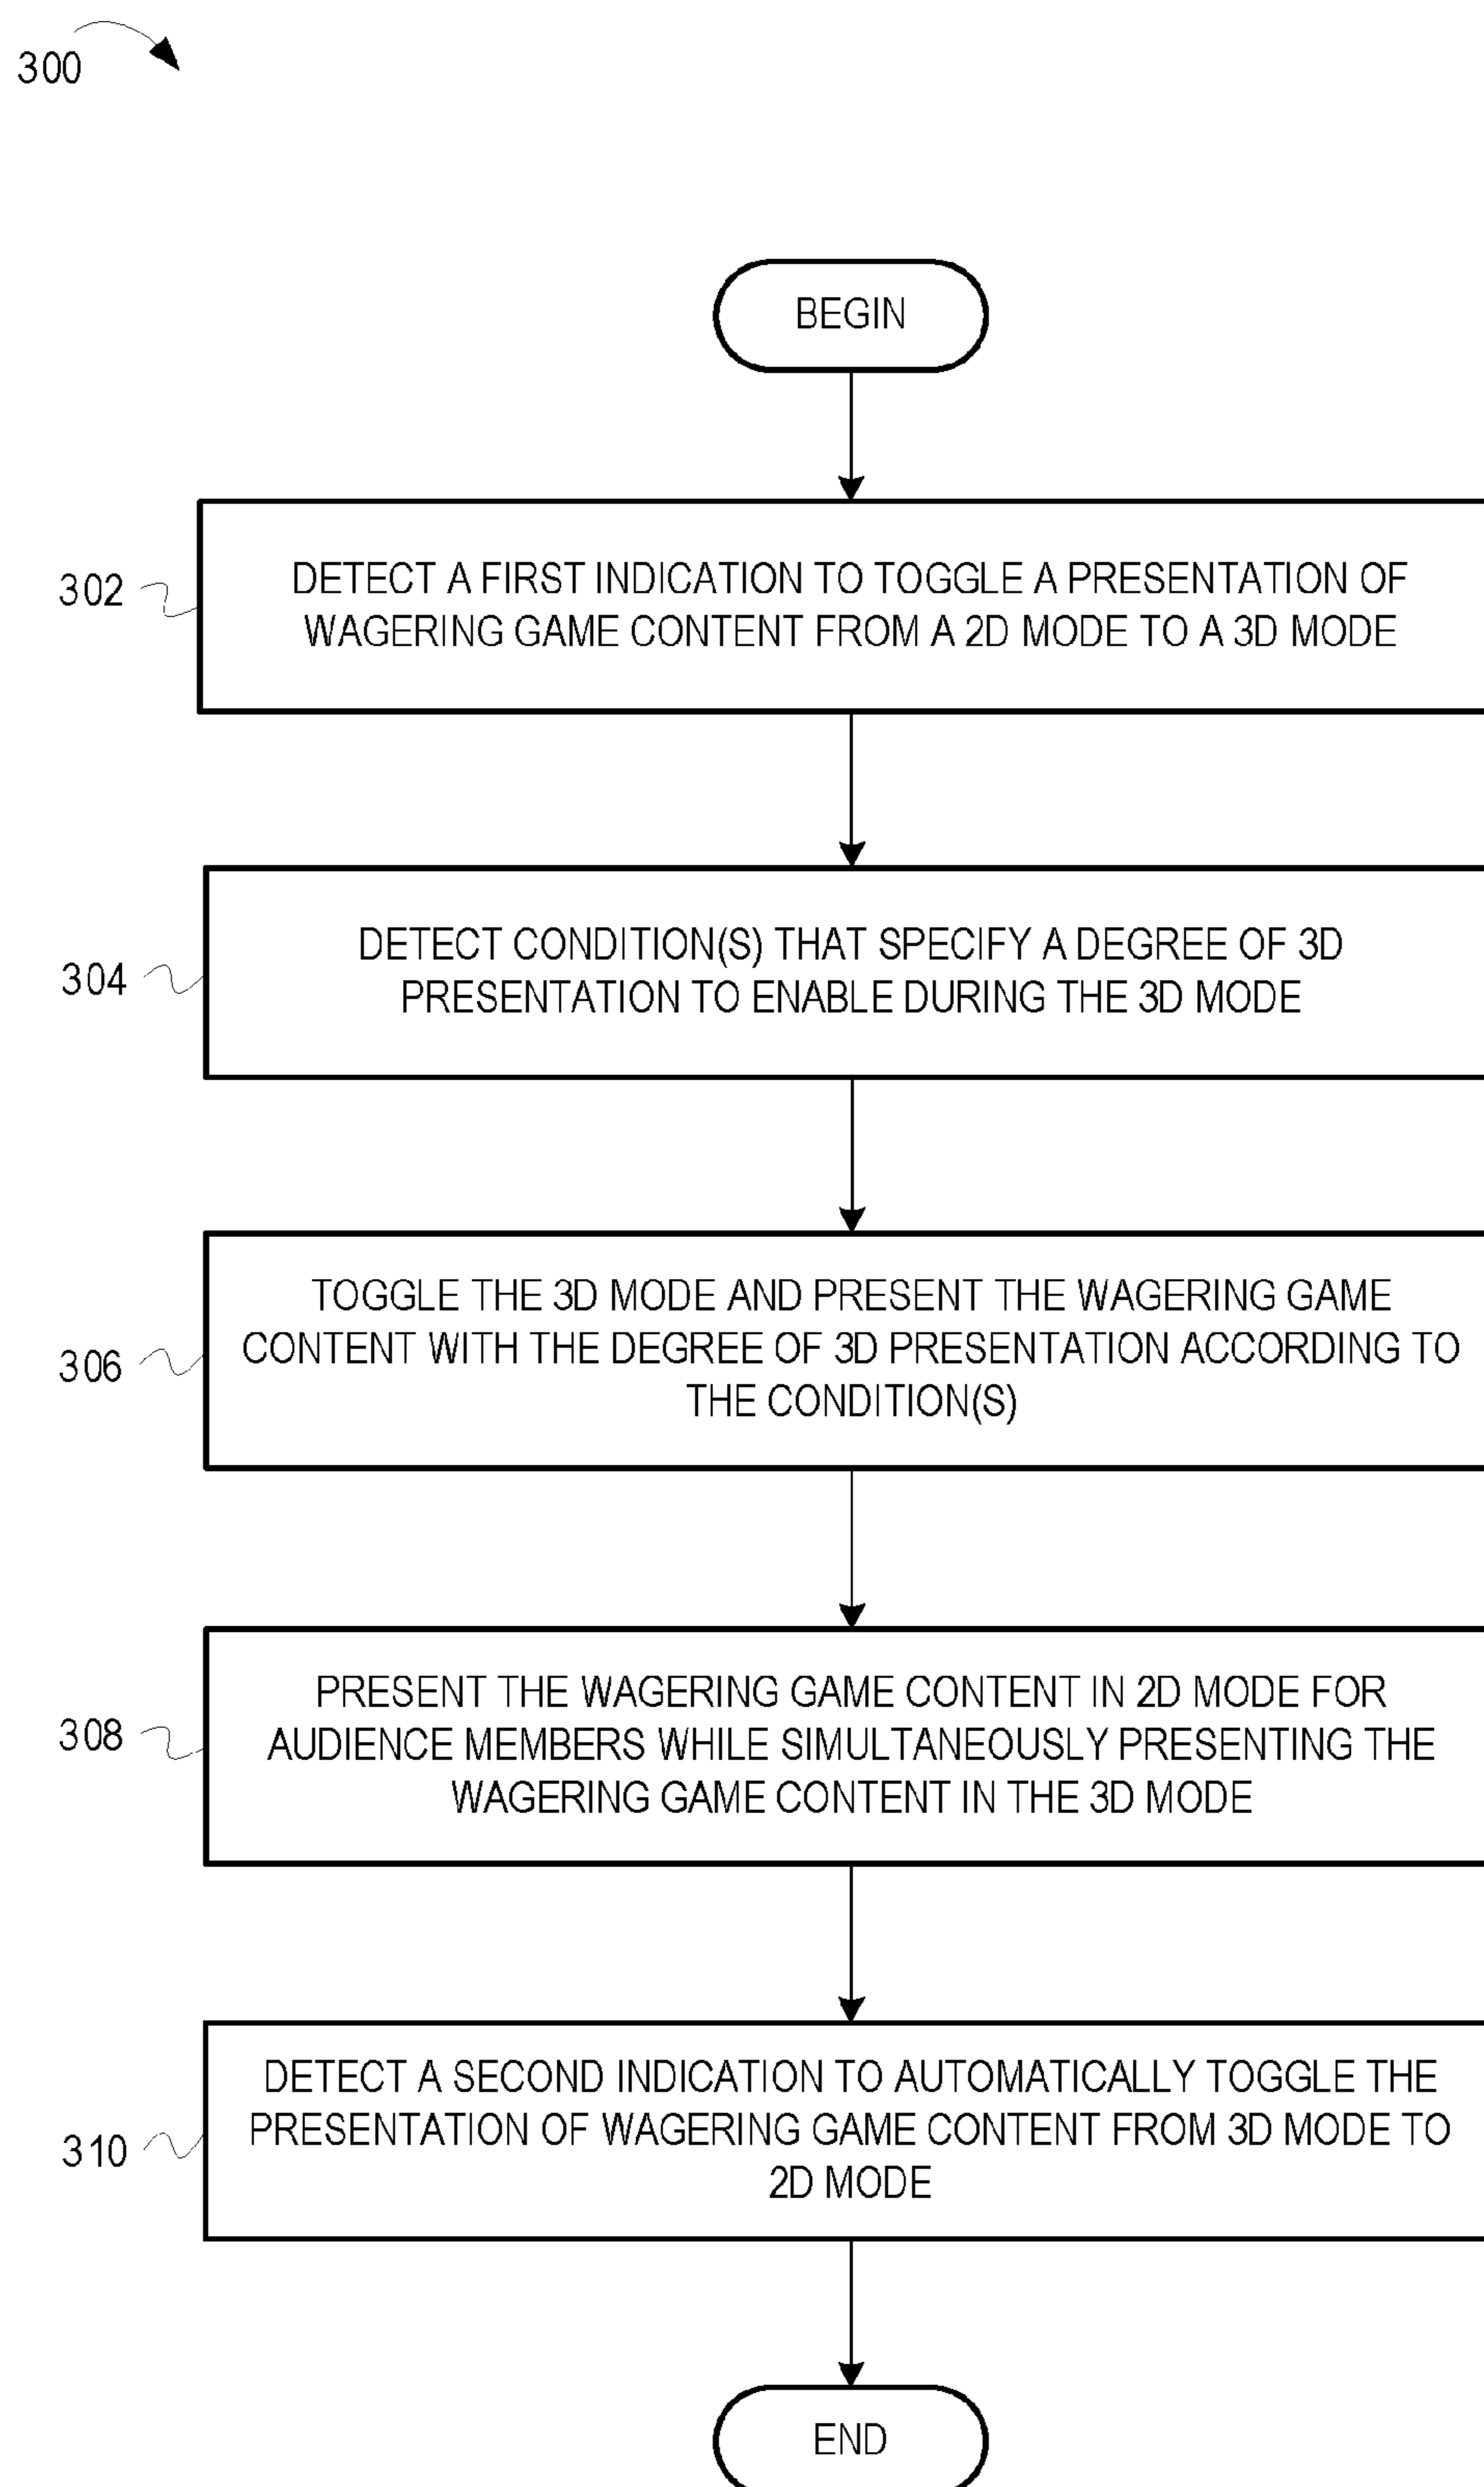 300
BEGIN
302
DETECT A FIRST INDICATION TO TOGGLE A PRESENTATION OF
WAGERING GAME CONTENT FROM A 2D MODE TO A 3D MODE
304
DETECT CONDITION(S) THAT SPECIFY A DEGREE OF 3D
PRESENTATION TO ENABLE DURING THE 3D MODE
306
TOGGLE THE 3D MODE AND PRESENT THE WAGERING GAME
CONTENT WITH THE DEGREE OF 3D PRESENTATION ACCORDING TO
THE CONDITION(S)
308
PRESENT THE WAGERING GAME CONTENT IN 2D MODE FOR
AUDIENCE MEMBERS WHILE SIMULTANEOUSLY PRESENTING THE
WAGERING GAME CONTENT IN THE 3D MODE
310
DETECT A SECOND INDICATION TO AUTOMATICALLY TOGGLE THE
PRESENTATION OF WAGERING GAME CONTENT FROM 3D MODE TO
2D MODE
END